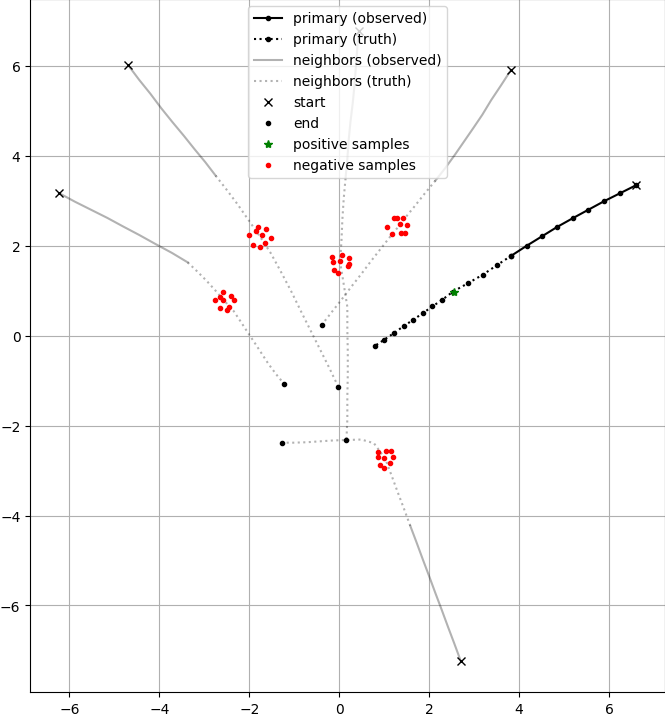 primary (observed)
primary (truth)
neighbors (observed)
neighbors (truth)
start
end
positive samples
negative samples
6
4
2
0
−2
−4
−6
−6 −4 −2 0 2 4 6